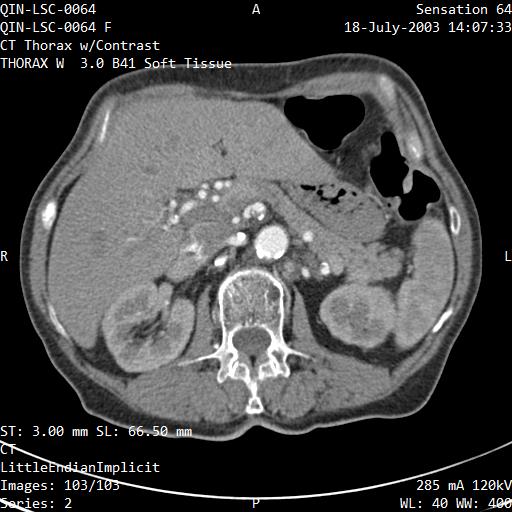 QIN-LSC-0064 A Sensation 64
QIN-LSC-0064 F 18-July-2003 14:07:33
CT Thorax w/Contrast
THORAX W 3.0 B41 Soft Tissue
R L
ST: 3.00 mm SL: 66.50 mm
CT
LittleEndianImplicit
Images: 103/103 285 mA 120kV
Series: 2 P WL: 40 WW: 400